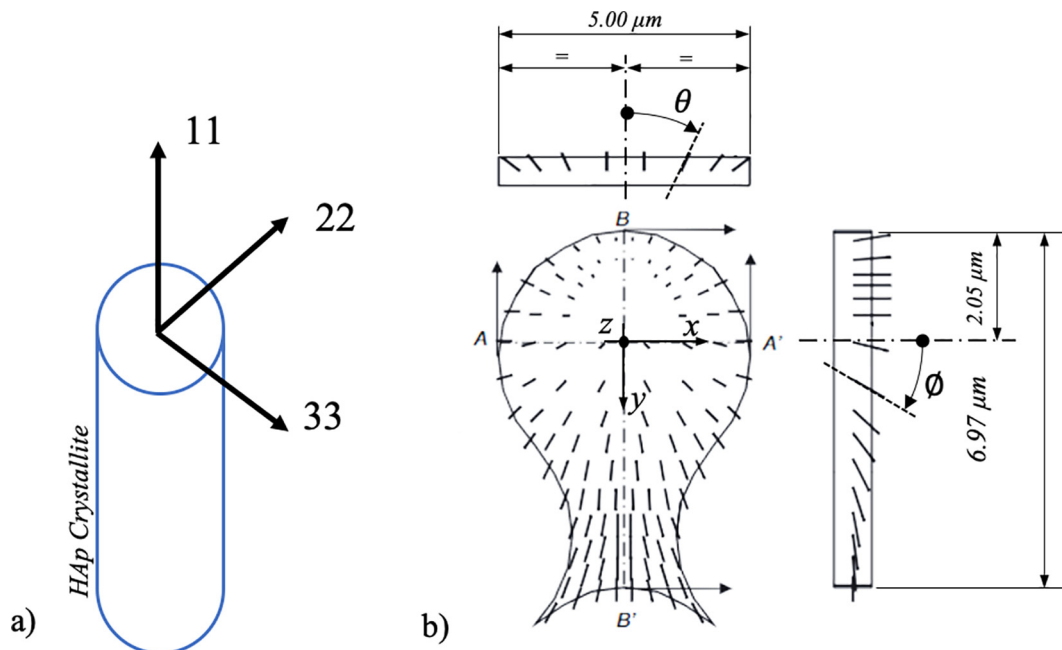 11
22
33
HAp Crystallite
a)
5.00 μm
= =
θ
B
A z x A'
y
B'
b)
2.05 μm
6.97 μm
ϕ